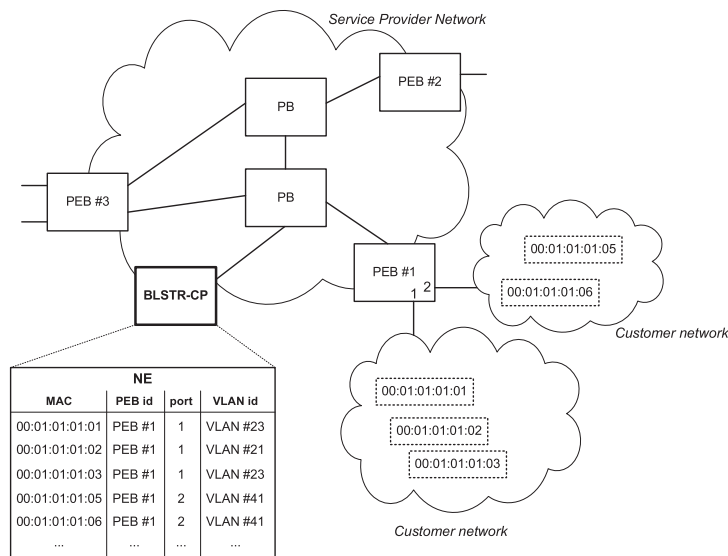 Service Provider Network
PEB #2
PB
PEB #3
PB
PEB #1
1
2
00:01:01:01:05
00:01:01:01:06
Customer network
BLSTR-CP
00:01:01:01:01
00:01:01:01:02
00:01:01:01:03
Customer network
NE
MAC PEB id port VLAN id
00:01:01:01:01 PEB #1 1 VLAN #23
00:01:01:01:02 PEB #1 1 VLAN #21
00:01:01:01:03 PEB #1 1 VLAN #23
00:01:01:01:05 PEB #1 2 VLAN #41
00:01:01:01:06 PEB #1 2 VLAN #41
... ... ... ...